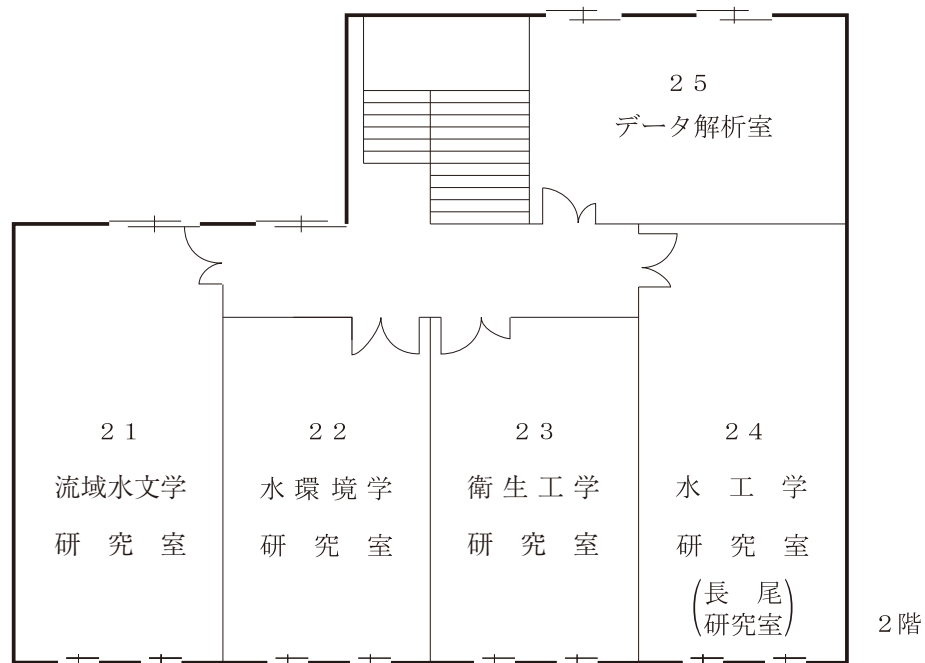 ２５
データ解析室
２１
流域水文学
研究室
２２
水環境学
研究室
２３
衛生工学
研究室
２４
水工学
研究室
(長尾
研究室)
２階